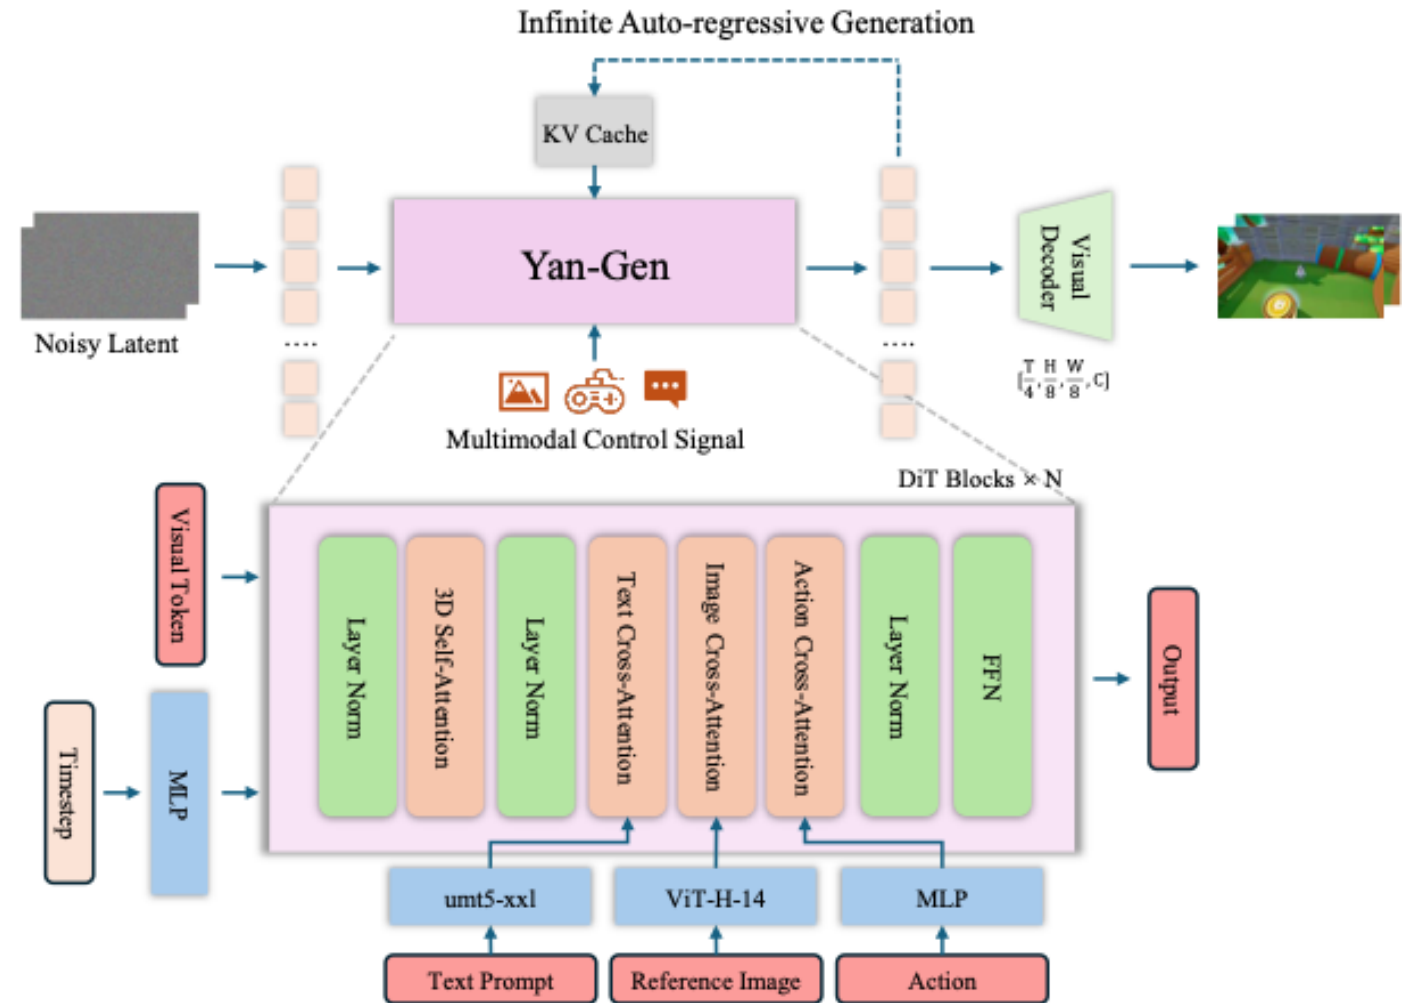 Infinite Auto-regressive Generation
KV Cache
Yan-Gen
Visual
Decoder
Noisy Latent
....
....
[T/4, H/8, W/8, C]
Multimodal Control Signal
DiT Blocks × N
Visual Token
Timestep
MLP
Layer Norm
3D Self-Attention
Layer Norm
Text Cross-Attention
Image Cross-Attention
Action Cross-Attention
Layer Norm
FFN
Output
umt5-xxl
ViT-H-14
MLP
Text Prompt
Reference Image
Action